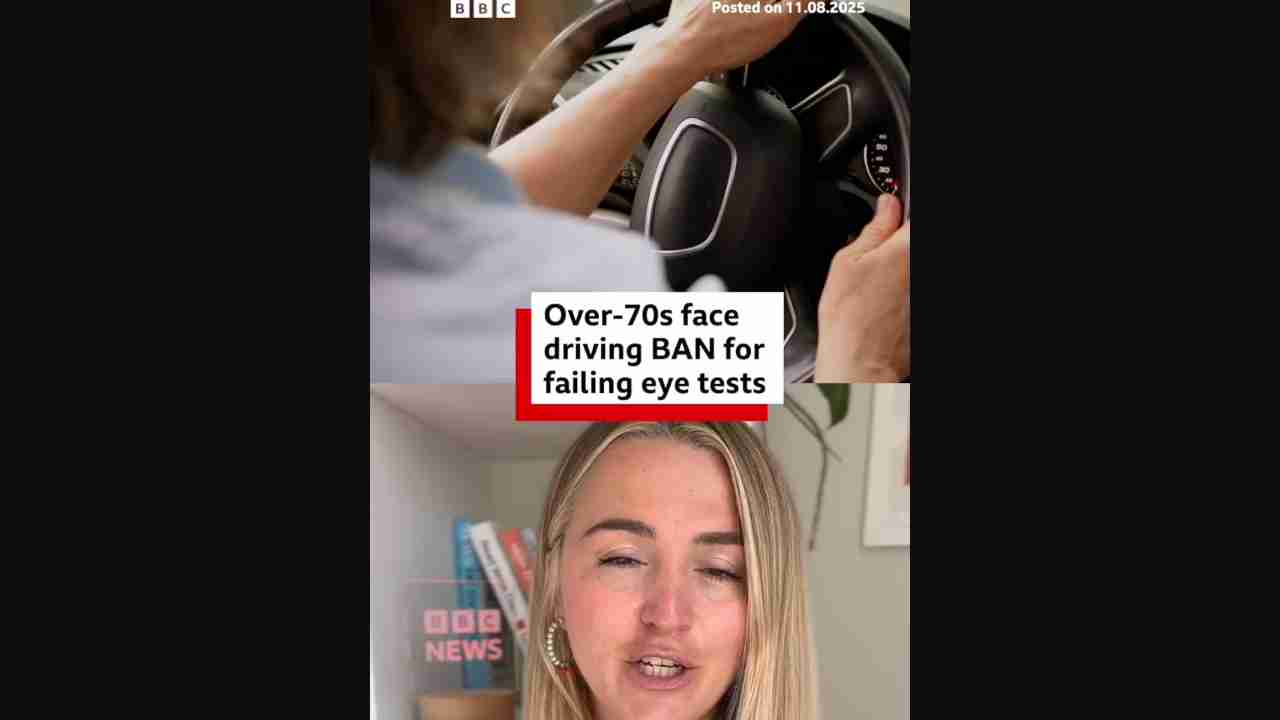 BBC
Posted on 11.08.2025
Over-70s face
driving BAN for
failing eye tests
BBC
NEWS